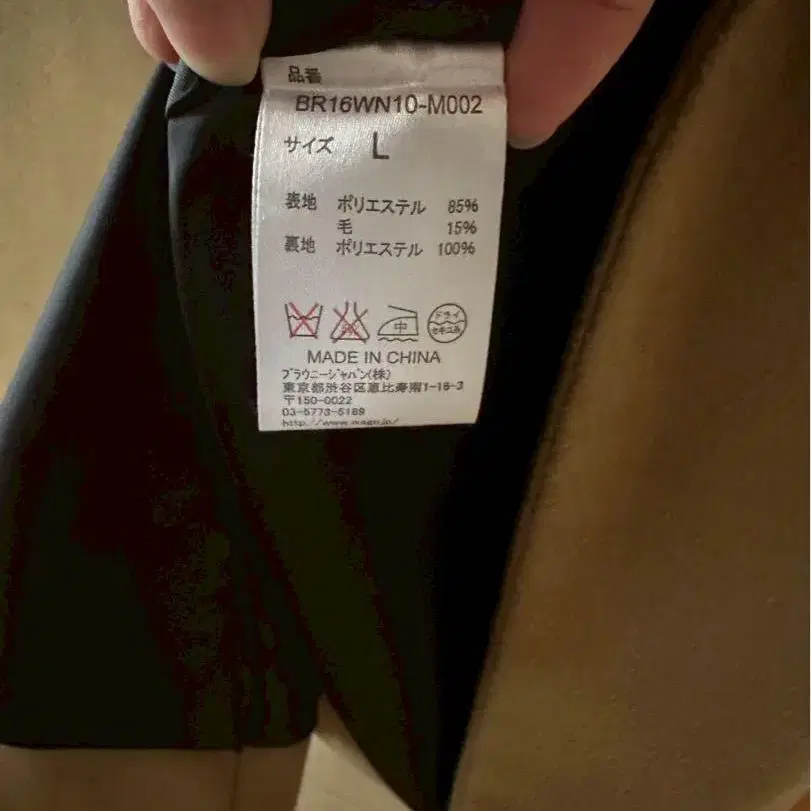 品番
BR16WN10-M002
サイズ L
表地 ポリエステル 85%
毛 15%
裏地 ポリエステル 100%
中
ドライ
セキユ系
MADE IN CHINA
ブラウニージャパン(株)
東京都渋谷区恵比寿南1-16-3
〒150-0022
03-5773-5189